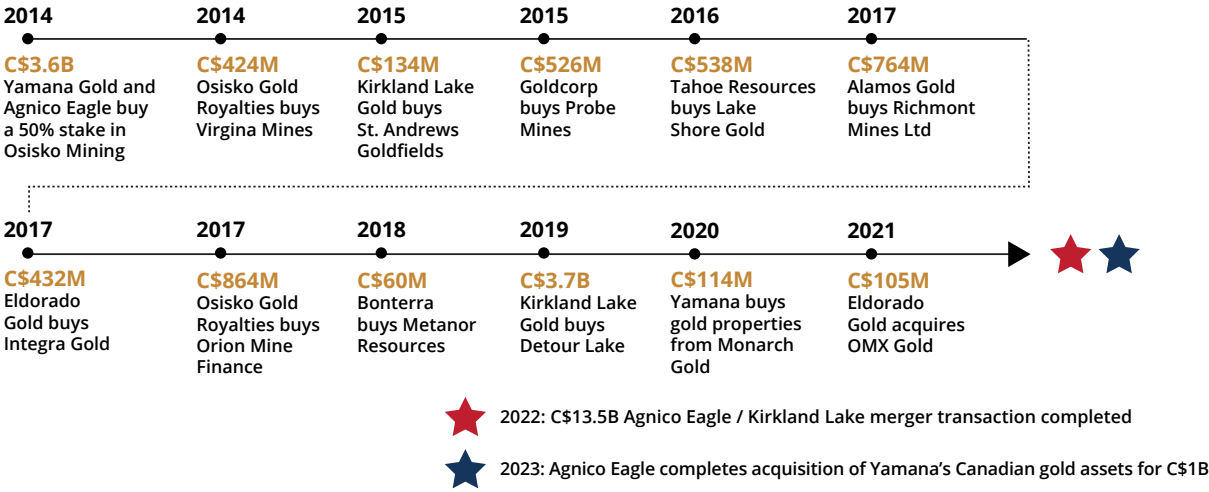 2014
C$3.6B
Yamana Gold and
Agnico Eagle buy
a 50% stake in
Osisko Mining
2014
C$424M
Osisko Gold
Royalties buys
Virgina Mines
2015
C$134M
Kirkland Lake
Gold buys
St. Andrews
Goldfields
2015
C$526M
Goldcorp
buys Probe
Mines
2016
C$538M
Tahoe Resources
buys Lake
Shore Gold
2017
C$764M
Alamos Gold
buys Richmont
Mines Ltd
2017
C$432M
Eldorado
Gold buys
Integra Gold
2017
C$864M
Osisko Gold
Royalties buys
Orion Mine
Finance
2018
C$60M
Bonterra
buys Metanor
Resources
2019
C$3.7B
Kirkland Lake
Gold buys
Detour Lake
2020
C$114M
Yamana buys
gold properties
from Monarch
Gold
2021
C$105M
Eldorado
Gold acquires
OMX Gold
2022: C$13.5B Agnico Eagle / Kirkland Lake merger transaction completed
2023: Agnico Eagle completes acquisition of Yamana’s Canadian gold assets for C$1B